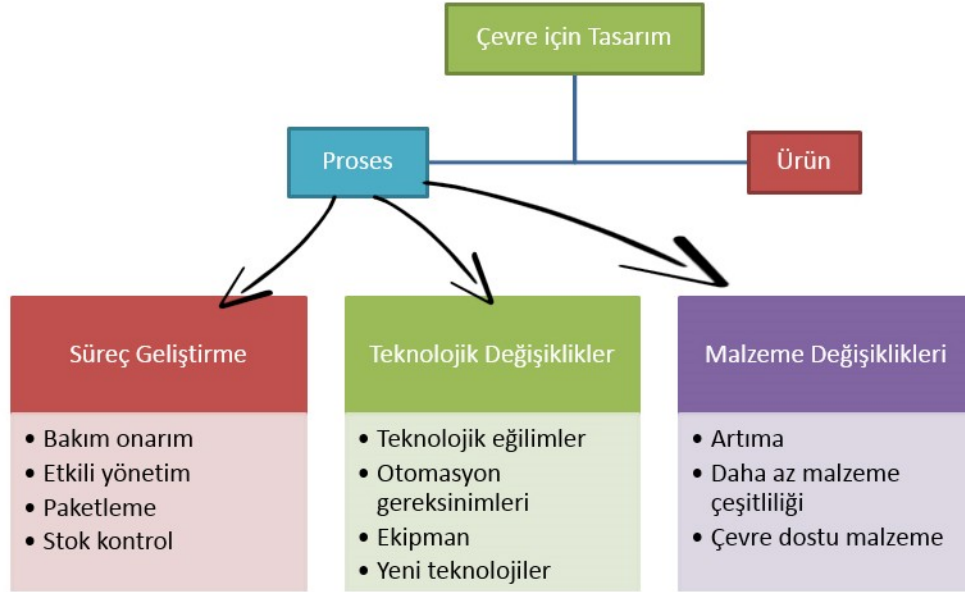 Çevre için Tasarım
Proses
Ürün
Süreç Geliştirme
• Bakım onarım
• Etkili yönetim
• Paketleme
• Stok kontrol
Teknolojik Değişiklikler
• Teknolojik eğilimler
• Otomasyon
gereksinimleri
• Ekipman
• Yeni teknolojiler
Malzeme Değişiklikleri
• Artıma
• Daha az malzeme
çeşitliliği
• Çevre dostu malzeme